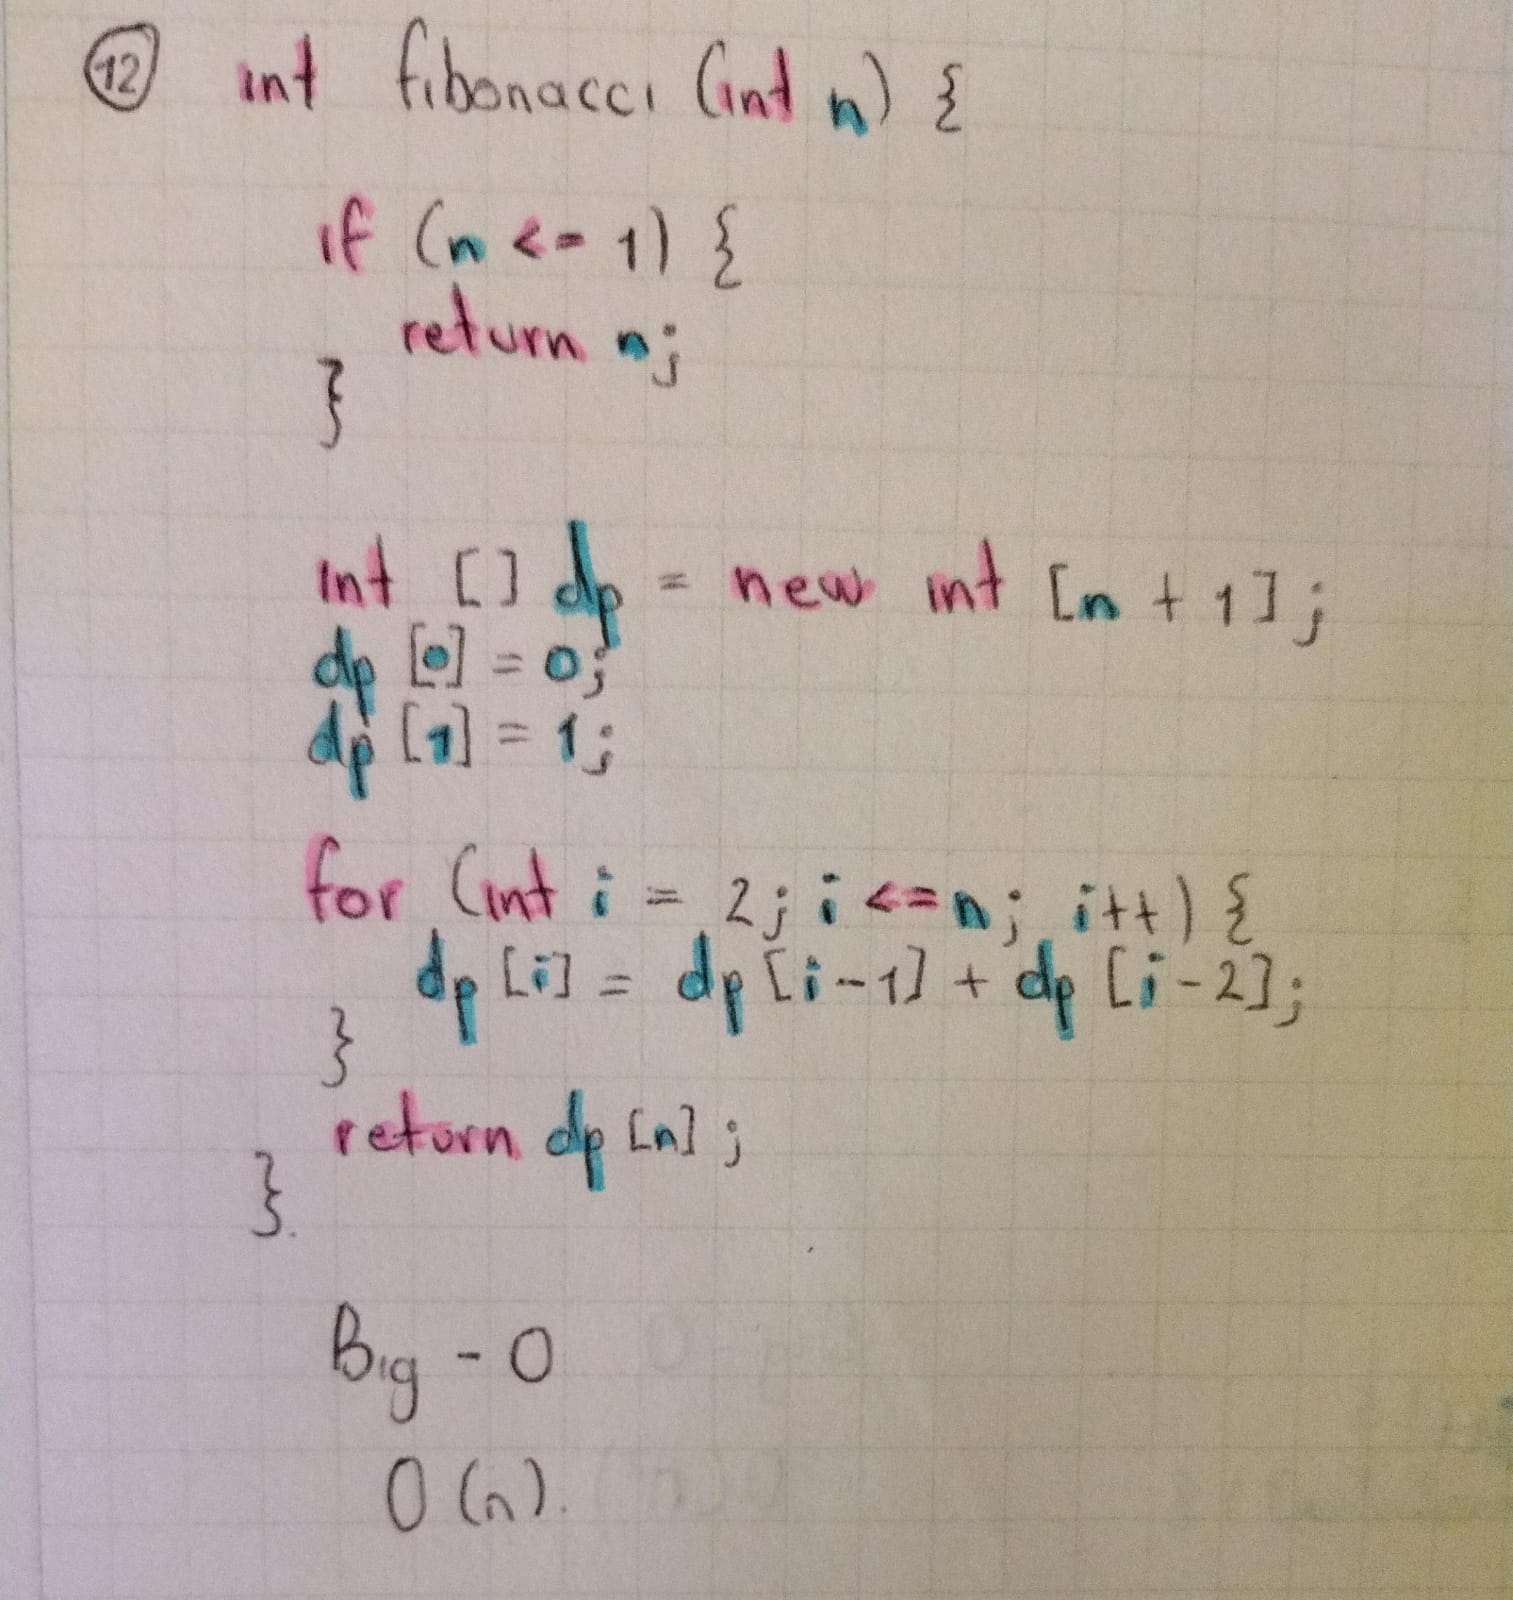 12 int fibonacci (int n) {
if (n <= 1) {
return n;
}
int [] dp = new int [n + 1];
dp [0] = 0;
dp [1] = 1;
for (int i = 2; i <= n; i++) {
dp [i] = dp [i-1] + dp [i-2];
}
return dp [n];
}.
Big - O
O (n).